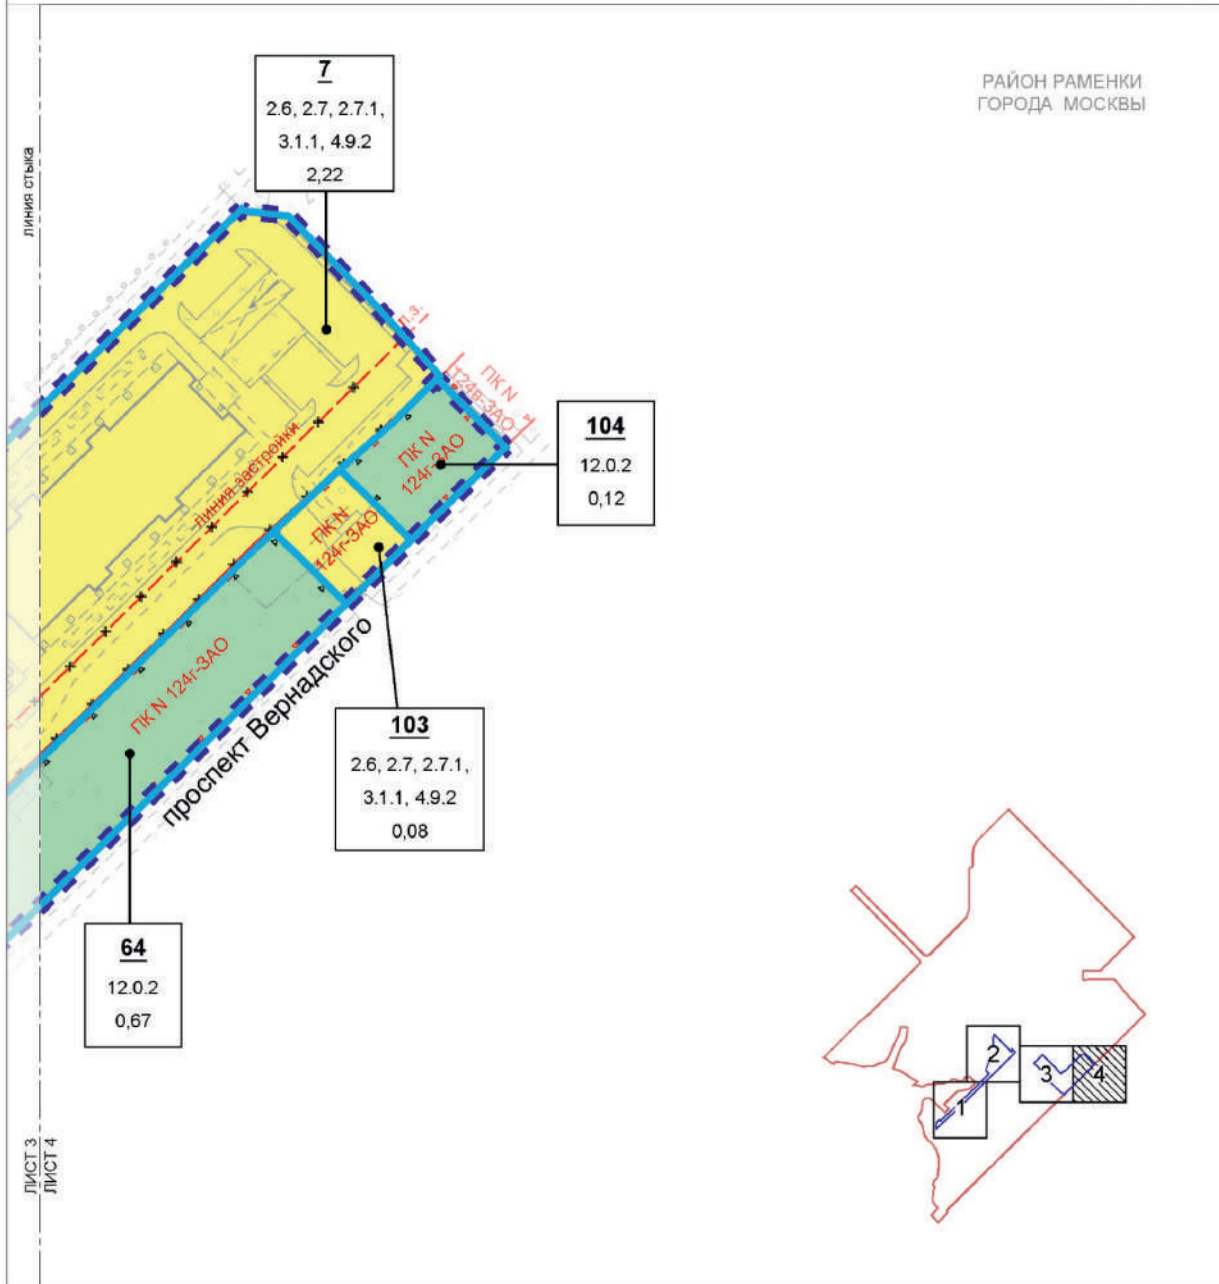 7
2.6, 2.7, 2.7.1,
3.1.1, 4.9.2
2,22
РАЙОН РАМЕНКИ
ГОРОДА МОСКВЫ
ЛИНИЯ СТЫКА
Л.З.
ПК N
124в-ЗАО
104
12.0.2
0,12
ПК N
124г-ЗАО
ЛИНИЯ ЗАСТРОЙКИ
ПК N
124г-ЗАО
ПК N 124г-ЗАО
проспект Вернадского
103
2.6, 2.7, 2.7.1,
3.1.1, 4.9.2
0,08
64
12.0.2
0,67
ЛИСТ 3
ЛИСТ 4
2
3
4
1